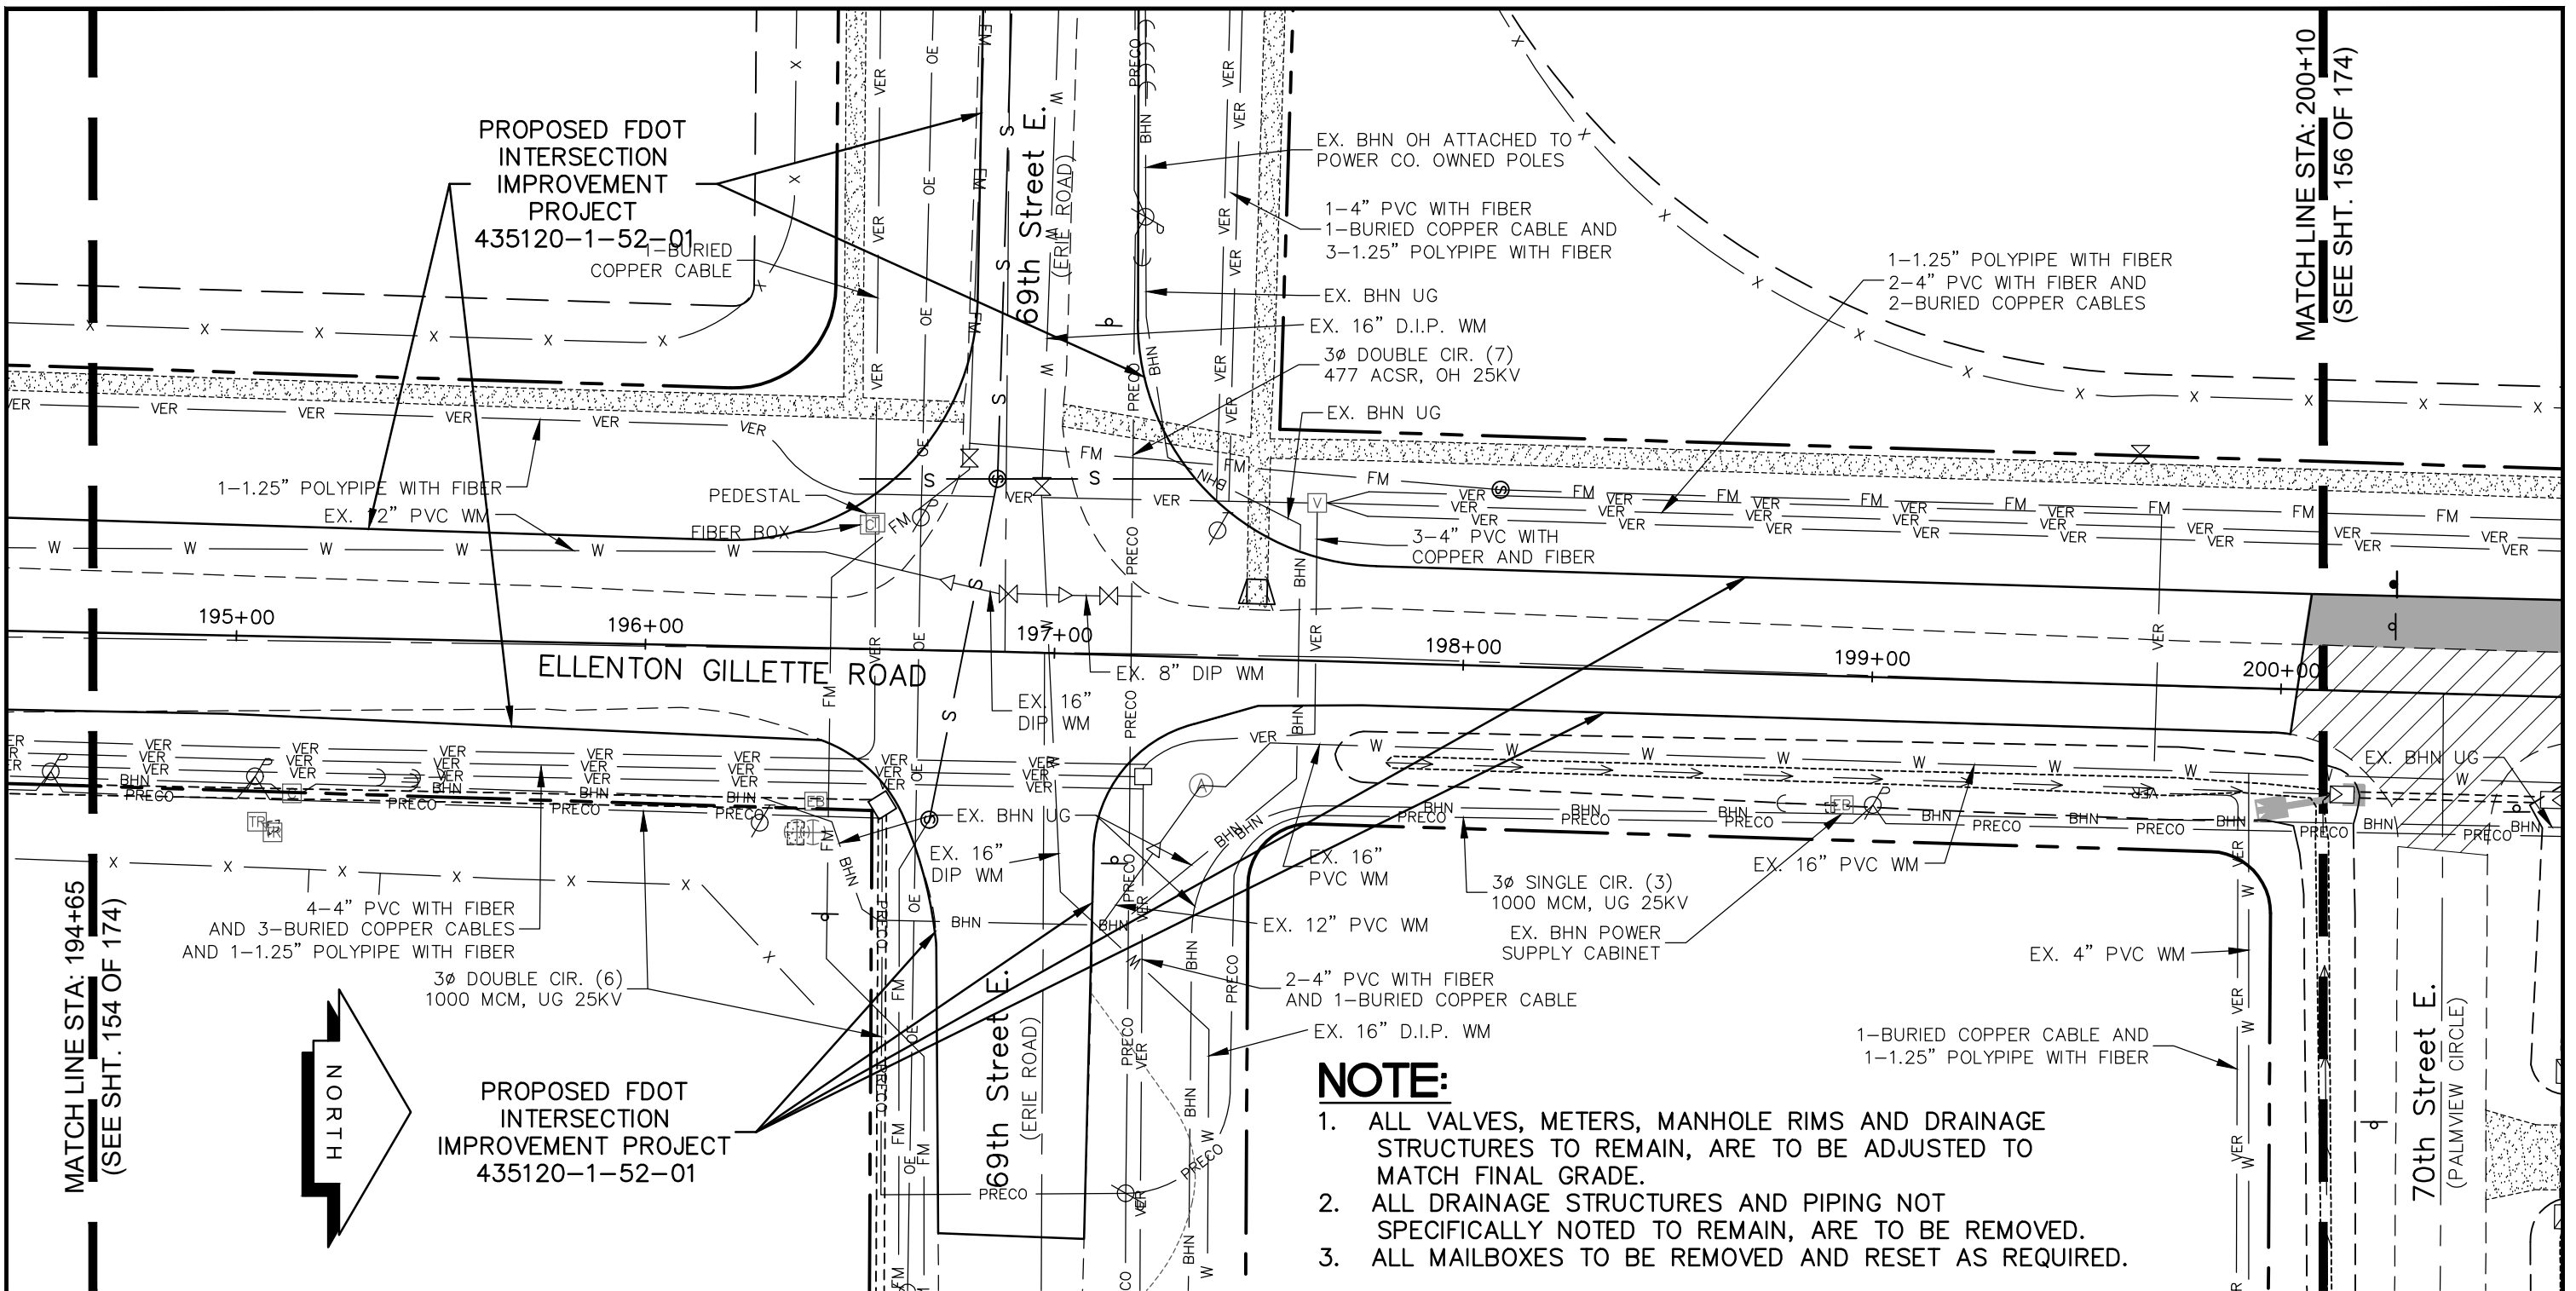 PROPOSED FDOT
INTERSECTION
IMPROVEMENT
PROJECT
435120-1-52-01
1-BURIED
COPPER CABLE
69th Street E.
(ERIE ROAD)
EX. BHN OH ATTACHED TO
POWER CO. OWNED POLES
1-4" PVC WITH FIBER
1-BURIED COPPER CABLE AND
3-1.25" POLYPIPE WITH FIBER
EX. BHN UG
EX. 16" D.I.P. WM
3ø DOUBLE CIR. (7)
477 ACSR, OH 25KV
EX. BHN UG
1-1.25" POLYPIPE WITH FIBER
2-4" PVC WITH FIBER AND
2-BURIED COPPER CABLES
MATCH LINE STA: 200+10
(SEE SHT. 156 OF 174)
1-1.25" POLYPIPE WITH FIBER
EX. 12" PVC WM
PEDESTAL
FIBER BOX
3-4" PVC WITH
COPPER AND FIBER
195+00
196+00
197+00
198+00
199+00
200+00
ELLENTON GILLETTE ROAD
EX. 8" DIP WM
EX. 16"
DIP WM
EX. BHN UG
EX. BHN UG
EX. 16"
DIP WM
EX. 16"
PVC WM
EX. 16" PVC WM
3ø SINGLE CIR. (3)
1000 MCM, UG 25KV
EX. 12" PVC WM
EX. BHN POWER
SUPPLY CABINET
EX. 4" PVC WM
MATCH LINE STA: 194+65
(SEE SHT. 154 OF 174)
4-4" PVC WITH FIBER
AND 3-BURIED COPPER CABLES
AND 1-1.25" POLYPIPE WITH FIBER
3ø DOUBLE CIR. (6)
1000 MCM, UG 25KV
2-4" PVC WITH FIBER
AND 1-BURIED COPPER CABLE
EX. 16" D.I.P. WM
1-BURIED COPPER CABLE AND
1-1.25" POLYPIPE WITH FIBER
NORTH
PROPOSED FDOT
INTERSECTION
IMPROVEMENT PROJECT
435120-1-52-01
69th Street E.
(ERIE ROAD)
70th Street E.
(PALMVIEW CIRCLE)
NOTE:
1. ALL VALVES, METERS, MANHOLE RIMS AND DRAINAGE
STRUCTURES TO REMAIN, ARE TO BE ADJUSTED TO
MATCH FINAL GRADE.
2. ALL DRAINAGE STRUCTURES AND PIPING NOT
SPECIFICALLY NOTED TO REMAIN, ARE TO BE REMOVED.
3. ALL MAILBOXES TO BE REMOVED AND RESET AS REQUIRED.
VER
OE
FM
S
W
PRECO
BHN
X
V
A
EB
TR